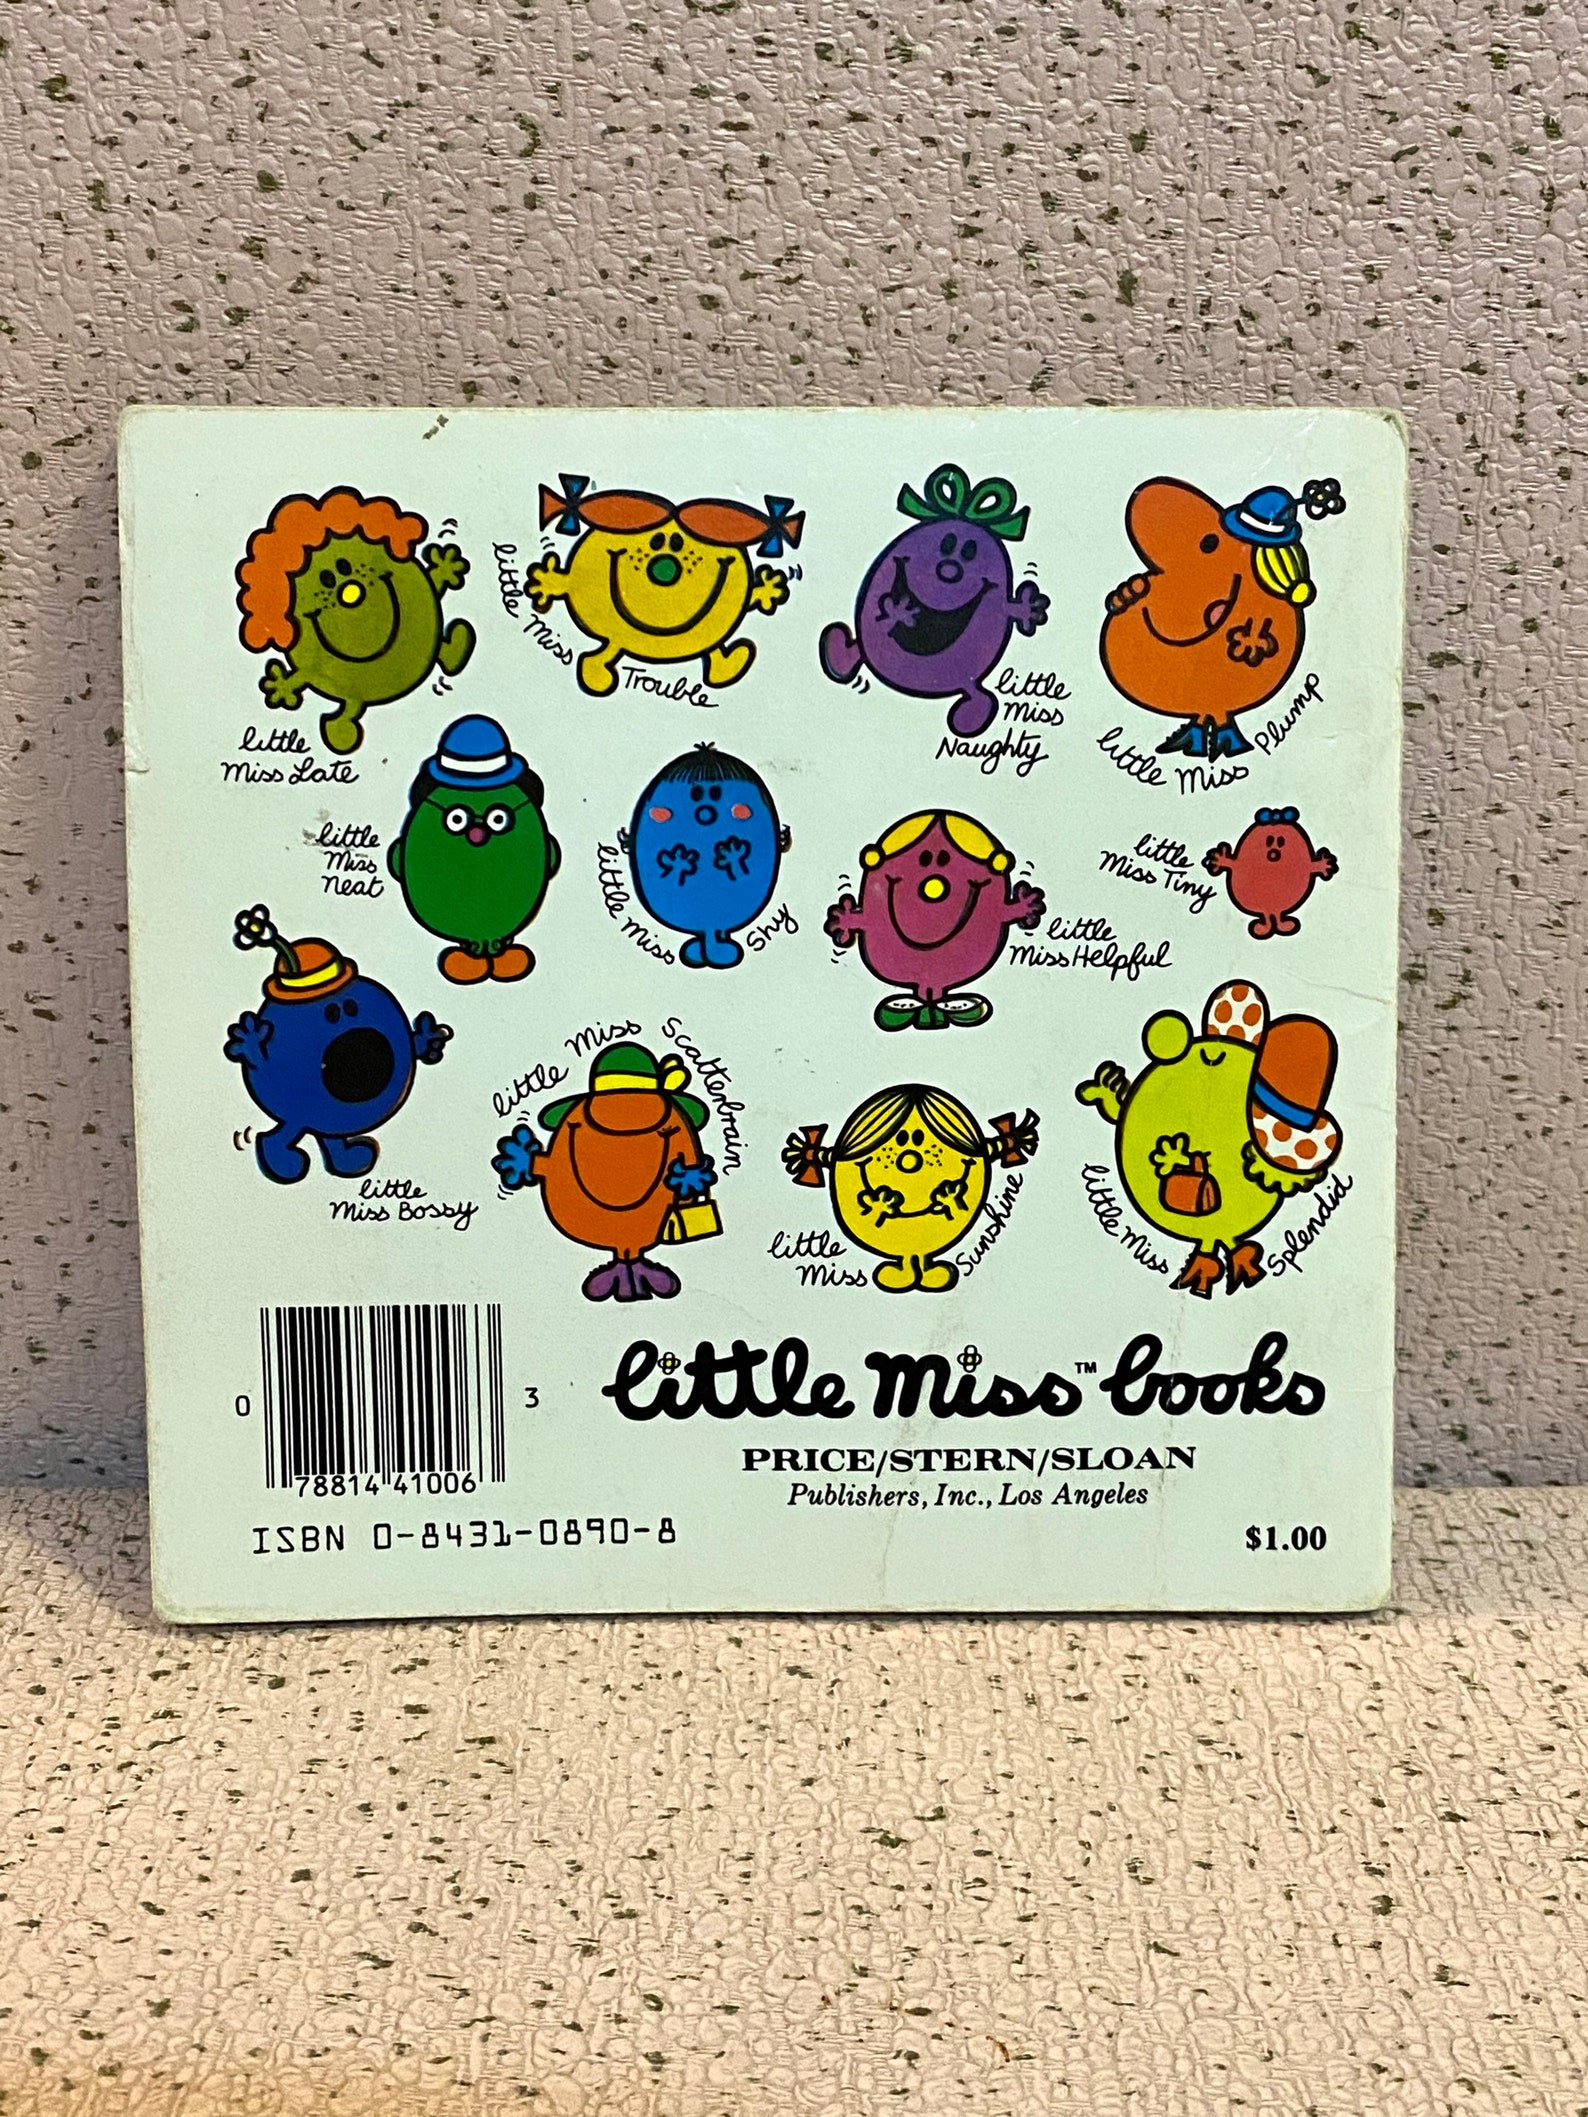 little
Miss Late
little Miss
Trouble
little
Miss
Naughty
little Miss Plump
little
Miss
Neat
little Miss Shy
little
Miss Helpful
little
Miss Tiny
little
Miss Bossy
little Miss Scatterbrain
little
Miss Sunshine
little Miss Splendid
0 78814 41006 3
ISBN 0-8431-0890-8
little miss™ books
PRICE/STERN/SLOAN
Publishers, Inc., Los Angeles
$1.00